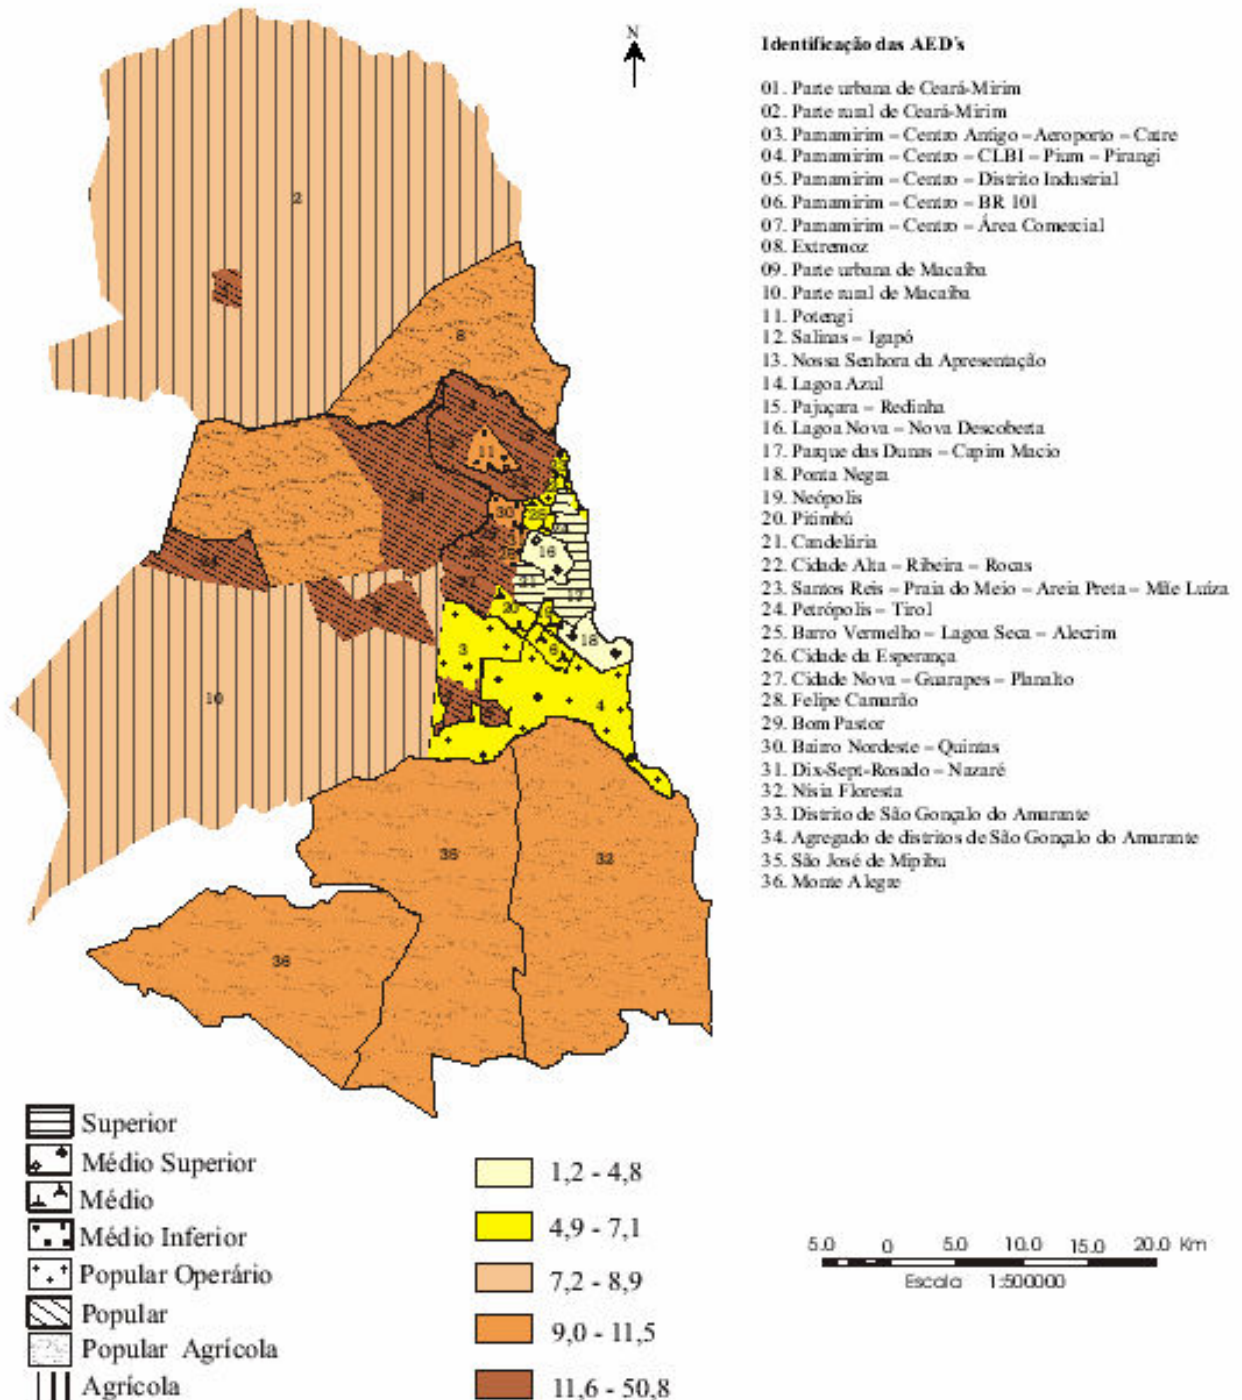 N
Identificação das AED's
01. Parte urbana de Ceará-Mirim
02. Parte rural de Ceará-Mirim
03. Parnamirim – Centro Antigo – Aeroporto – Catre
04. Parnamirim – Centro – CLBI – Pium – Pirangi
05. Parnamirim – Centro – Distrito Industrial
06. Parnamirim – Centro – BR 101
07. Parnamirim – Centro – Área Comercial
08. Extremoz
09. Parte urbana de Macaíba
10. Parte rural de Macaíba
11. Potengi
12. Salinas – Igapó
13. Nossa Senhora da Apresentação
14. Lagoa Azul
15. Pajuçara – Redinha
16. Lagoa Nova – Nova Descoberta
17. Parque das Dunas – Capim Macio
18. Ponta Negra
19. Neópolis
20. Pitimbú
21. Candelária
22. Cidade Alta – Ribeira – Rocas
23. Santos Reis – Praia do Meio – Areia Preta – Mãe Luíza
24. Petrópolis – Tirol
25. Barro Vermelho – Lagoa Seca – Alecrim
26. Cidade da Esperança
27. Cidade Nova – Guarapes – Planalto
28. Felipe Camarão
29. Bom Pastor
30. Bairro Nordeste – Quintas
31. Dix-Sept-Rosado – Nazaré
32. Nísia Floresta
33. Distrito de São Gonçalo do Amarante
34. Agregado de distritos de São Gonçalo do Amarante
35. São José de Mipibu
36. Monte Alegre
2
8
11
30
16
17
20
18
3
6
4
10
35
32
36
Superior
Médio Superior
Médio
Médio Inferior
Popular Operário
Popular
Popular Agrícola
Agrícola
1,2 - 4,8
4,9 - 7,1
7,2 - 8,9
9,0 - 11,5
11,6 - 50,8
5.0 0 5.0 10.0 15.0 20.0 Km
Escala 1:500000